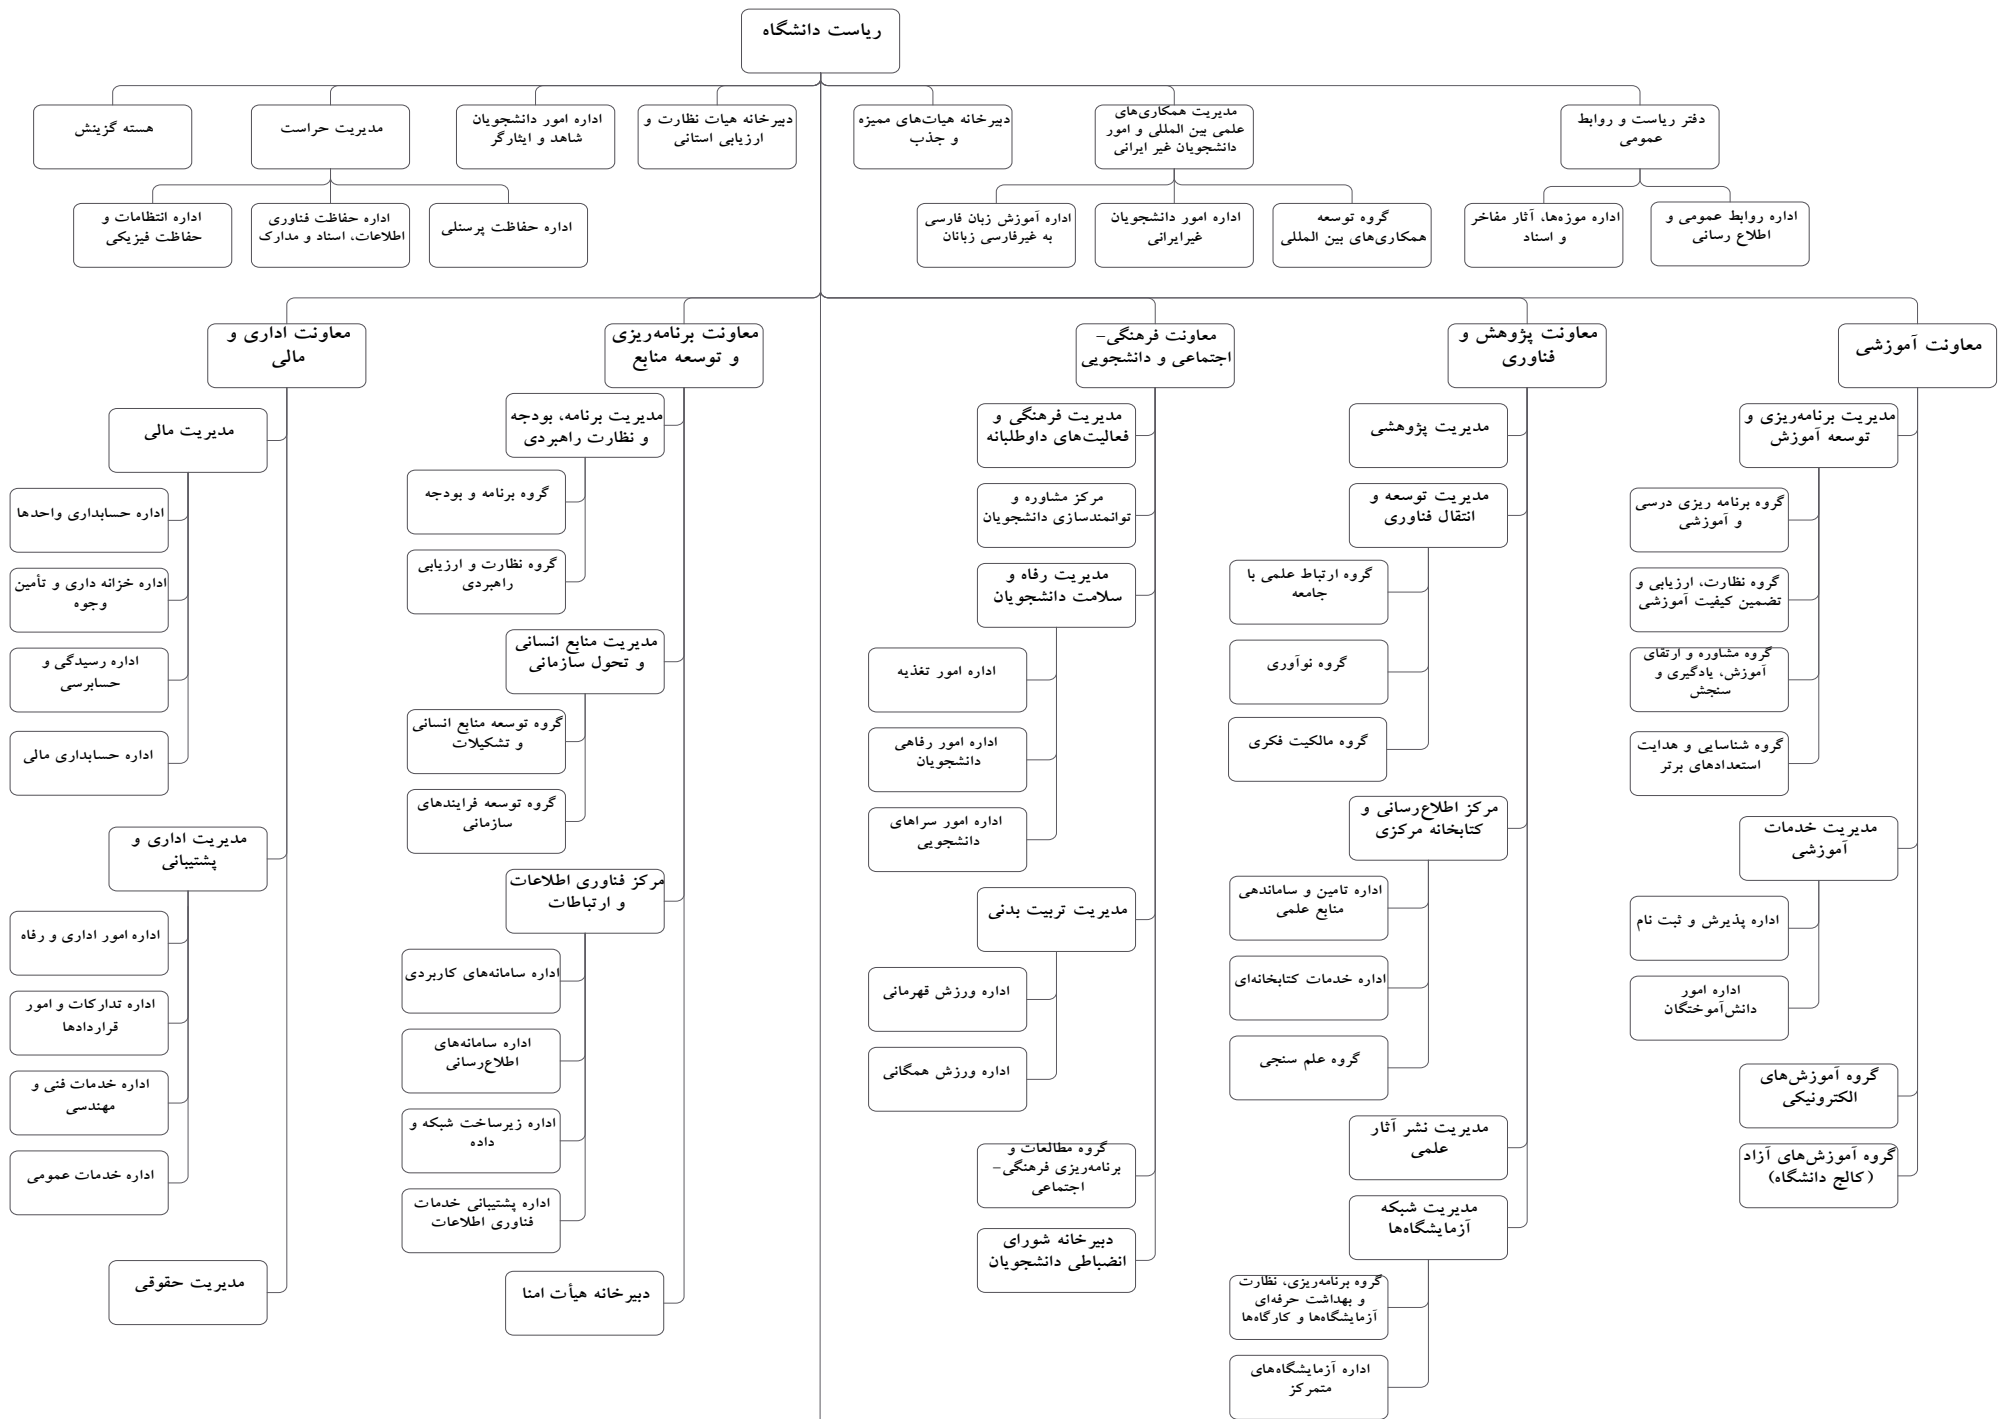 ریاست دانشگاه
دفتر ریاست و روابط
عمومی
مدیریت همکاری‌های
علمی بین المللی و امور
دانشجویان غیر ایرانی
دبیرخانه هیات‌های ممیزه
و جذب
دبیرخانه هیات نظارت و
ارزیابی استانی
اداره امور دانشجویان
شاهد و ایثارگر
مدیریت حراست
هسته گزینش
اداره روابط عمومی و
اطلاع رسانی
اداره موزه‌ها، آثار مفاخر
و اسناد
گروه توسعه
همکاری‌های بین المللی
اداره امور دانشجویان
غیرایرانی
اداره آموزش زبان فارسی
به غیرفارسی زبانان
اداره حفاظت پرسنلی
اداره حفاظت فناوری
اطلاعات، اسناد و مدارک
اداره انتظامات و
حفاظت فیزیکی
معاونت آموزشی
مدیریت برنامه‌ریزی و
توسعه آموزش
گروه برنامه ریزی درسی
و آموزشی
گروه نظارت، ارزیابی و
تضمین کیفیت آموزشی
گروه مشاوره و ارتقای
آموزش، یادگیری و
سنجش
گروه شناسایی و هدایت
استعدادهای برتر
مدیریت خدمات
آموزشی
اداره پذیرش و ثبت نام
اداره امور
دانش‌آموختگان
گروه آموزش‌های
الکترونیکی
گروه آموزش‌های آزاد
(کالج دانشگاه)
معاونت پژوهش و
فناوری
مدیریت پژوهشی
مدیریت توسعه و
انتقال فناوری
گروه ارتباط علمی با
جامعه
گروه نوآوری
گروه مالکیت فکری
مرکز اطلاع‌رسانی و
کتابخانه مرکزی
اداره تامین و ساماندهی
منابع علمی
اداره خدمات کتابخانه‌ای
گروه علم سنجی
مدیریت نشر آثار
علمی
مدیریت شبکه
آزمایشگاه‌ها
گروه برنامه‌ریزی، نظارت
و بهداشت حرفه‌ای
آزمایشگاه‌ها و کارگاه‌ها
اداره آزمایشگاه‌های
متمرکز
معاونت فرهنگی–
اجتماعی و دانشجویی
مدیریت فرهنگی و
فعالیت‌های داوطلبانه
مرکز مشاوره و
توانمندسازی دانشجویان
مدیریت رفاه و
سلامت دانشجویان
اداره امور تغذیه
اداره امور رفاهی
دانشجویان
اداره امور سراهای
دانشجویی
مدیریت تربیت بدنی
اداره ورزش قهرمانی
اداره ورزش همگانی
گروه مطالعات و
برنامه‌ریزی فرهنگی–
اجتماعی
دبیرخانه شورای
انضباطی دانشجویان
معاونت برنامه‌ریزی
و توسعه منابع
مدیریت برنامه، بودجه
و نظارت راهبردی
گروه برنامه و بودجه
گروه نظارت و ارزیابی
راهبردی
مدیریت منابع انسانی
و تحول سازمانی
گروه توسعه منابع انسانی
و تشکیلات
گروه توسعه فرایندهای
سازمانی
مرکز فناوری اطلاعات
و ارتباطات
اداره سامانه‌های کاربردی
اداره سامانه‌های
اطلاع‌رسانی
اداره زیرساخت شبکه و
داده
اداره پشتیبانی خدمات
فناوری اطلاعات
دبیرخانه هیأت امنا
معاونت اداری و
مالی
مدیریت مالی
اداره حسابداری واحدها
اداره خزانه داری و تأمین
وجوه
اداره رسیدگی و
حسابرسی
اداره حسابداری مالی
مدیریت اداری و
پشتیبانی
اداره امور اداری و رفاه
اداره تدارکات و امور
قراردادها
اداره خدمات فنی و
مهندسی
اداره خدمات عمومی
مدیریت حقوقی